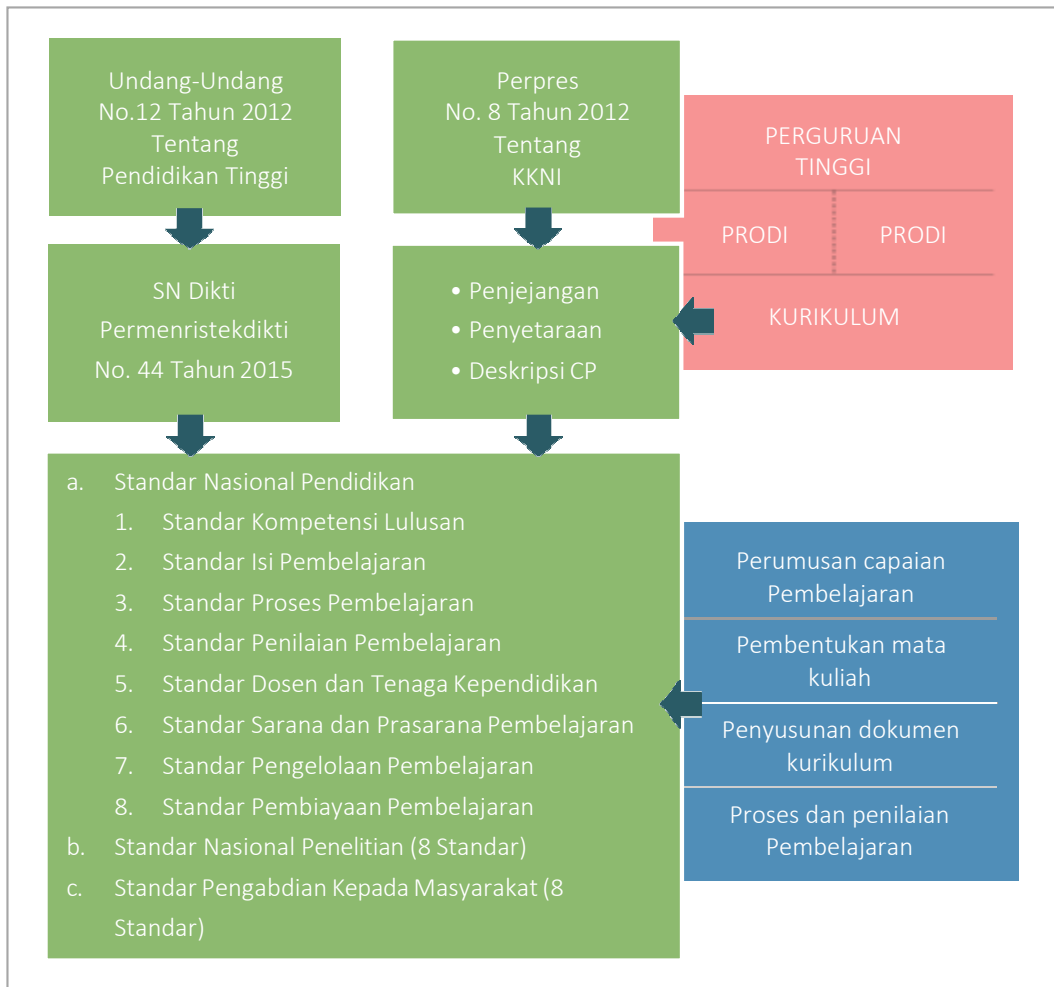 Undang-Undang
No.12 Tahun 2012
Tentang
Pendidikan Tinggi
Perpres
No. 8 Tahun 2012
Tentang
KKNI
PERGURUAN
TINGGI
PRODI
PRODI
KURIKULUM
SN Dikti
Permenristekdikti
No. 44 Tahun 2015
• Penjejangan
• Penyetaraan
• Deskripsi CP
a. Standar Nasional Pendidikan
1. Standar Kompetensi Lulusan
2. Standar Isi Pembelajaran
3. Standar Proses Pembelajaran
4. Standar Penilaian Pembelajaran
5. Standar Dosen dan Tenaga Kependidikan
6. Standar Sarana dan Prasarana Pembelajaran
7. Standar Pengelolaan Pembelajaran
8. Standar Pembiayaan Pembelajaran
b. Standar Nasional Penelitian (8 Standar)
c. Standar Pengabdian Kepada Masyarakat (8
Standar)
Perumusan capaian
Pembelajaran
Pembentukan mata
kuliah
Penyusunan dokumen
kurikulum
Proses dan penilaian
Pembelajaran